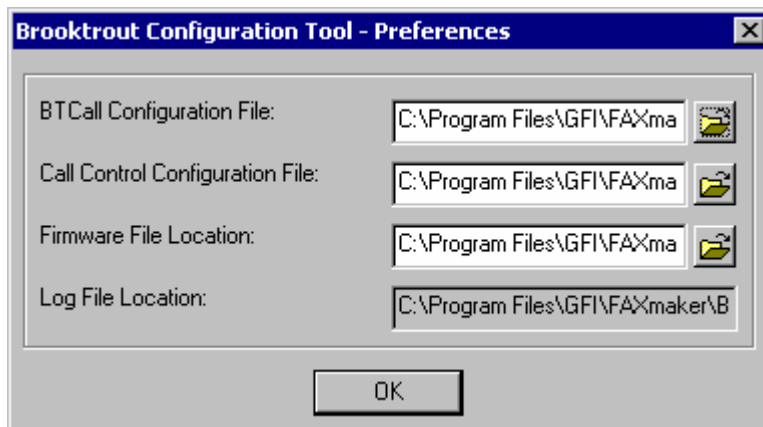 Brooktrout Configuration Tool - Preferences
BTCall Configuration File: C:\Program Files\GFI\FAXma
Call Control Configuration File: C:\Program Files\GFI\FAXma
Firmware File Location: C:\Program Files\GFI\FAXma
Log File Location: C:\Program Files\GFI\FAXmaker\B
OK